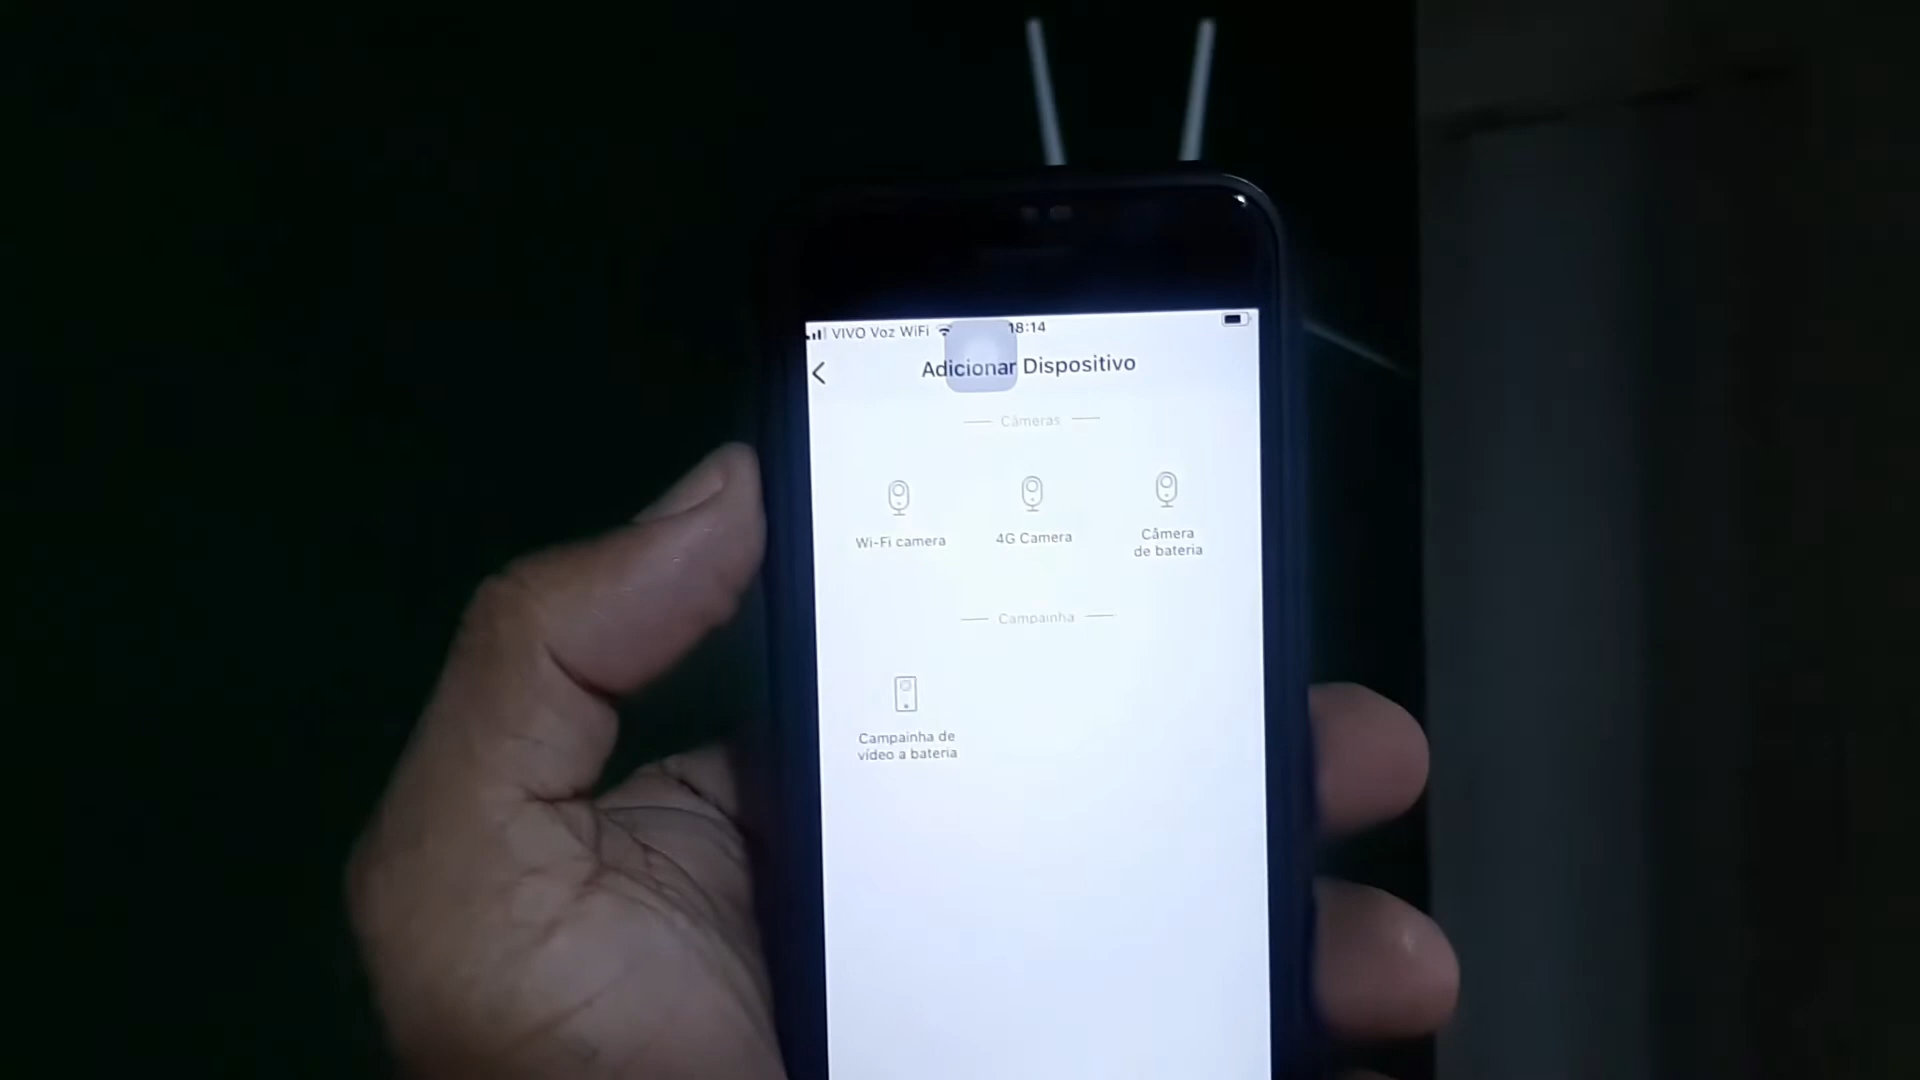 VIVO Voz WiFi 18:14
Adicionar Dispositivo
Câmeras
Wi-Fi camera
4G Camera
Câmera
de bateria
Campainha
Campainha de
vídeo a bateria